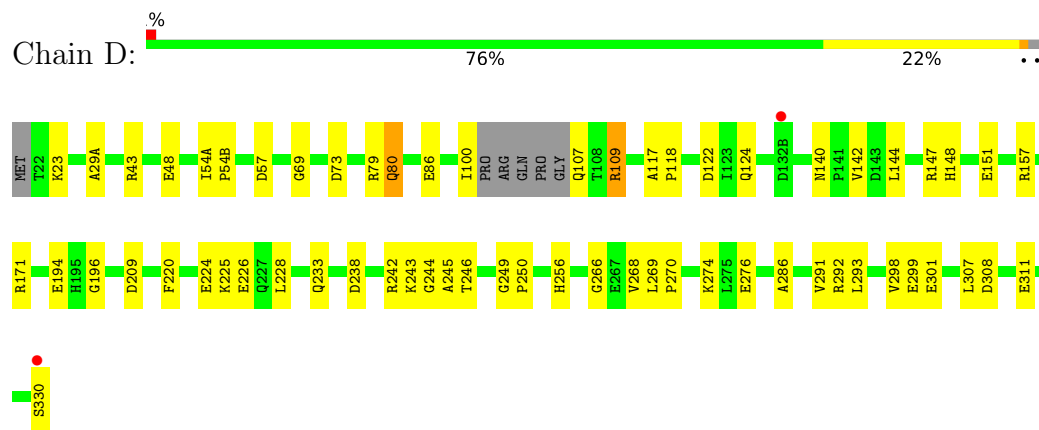 .%
Chain D:
76% 22% • •
MET T22 K23 A29A R43 E48 I54A P54B D57 G69 D73 R79 Q80 E86 I100 PRO ARG GLN PRO GLY Q107 T108 R109 A117 P118 D122 I123 Q124 D132B N140 P141 V142 D143 L144 R147 H148 E151 R157
R171 E194 H195 G196 D209 F220 E224 K225 E226 Q227 L228 Q233 D238 R242 K243 G244 A245 T246 G249 P250 H256 G266 E267 V268 L269 P270 K274 L275 E276 A286 V291 R292 L293 V298 E299 E301 L307 D308 E311
S330